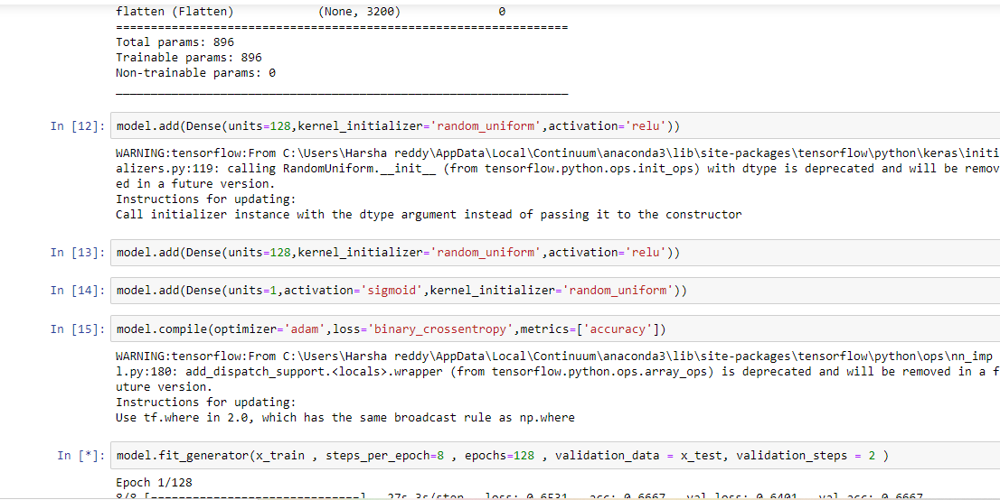 flatten (Flatten) (None, 3200) 0
=================================================================
Total params: 896
Trainable params: 896
Non-trainable params: 0
_________________________________________________________________
In [12]: model.add(Dense(units=128,kernel_initializer='random_uniform',activation='relu'))
WARNING:tensorflow:From C:\Users\Harsha reddy\AppData\Local\Continuum\anaconda3\lib\site-packages\tensorflow\python\keras\initi
alizers.py:119: calling RandomUniform.__init__ (from tensorflow.python.ops.init_ops) with dtype is deprecated and will be remov
ed in a future version.
Instructions for updating:
Call initializer instance with the dtype argument instead of passing it to the constructor
In [13]: model.add(Dense(units=128,kernel_initializer='random_uniform',activation='relu'))
In [14]: model.add(Dense(units=1,activation='sigmoid',kernel_initializer='random_uniform'))
In [15]: model.compile(optimizer='adam',loss='binary_crossentropy',metrics=['accuracy'])
WARNING:tensorflow:From C:\Users\Harsha reddy\AppData\Local\Continuum\anaconda3\lib\site-packages\tensorflow\python\ops\nn_imp
l.py:180: add_dispatch_support.<locals>.wrapper (from tensorflow.python.ops.array_ops) is deprecated and will be removed in a f
uture version.
Instructions for updating:
Use tf.where in 2.0, which has the same broadcast rule as np.where
In [*]: model.fit_generator(x_train , steps_per_epoch=8 , epochs=128 , validation_data = x_test, validation_steps = 2 )
Epoch 1/128
8/8 [==============================] - 27s 3s/step - loss: 0.6531 - acc: 0.6667 - val_loss: 0.6401 - val_acc: 0.6667